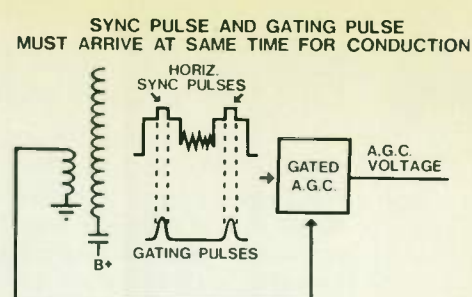 SYNC PULSE AND GATING PULSE
MUST ARRIVE AT SAME TIME FOR CONDUCTION
HORIZ.
SYNC PULSES
A.G.C.
VOLTAGE
GATED
A.G.C.
GATING PULSES
B+